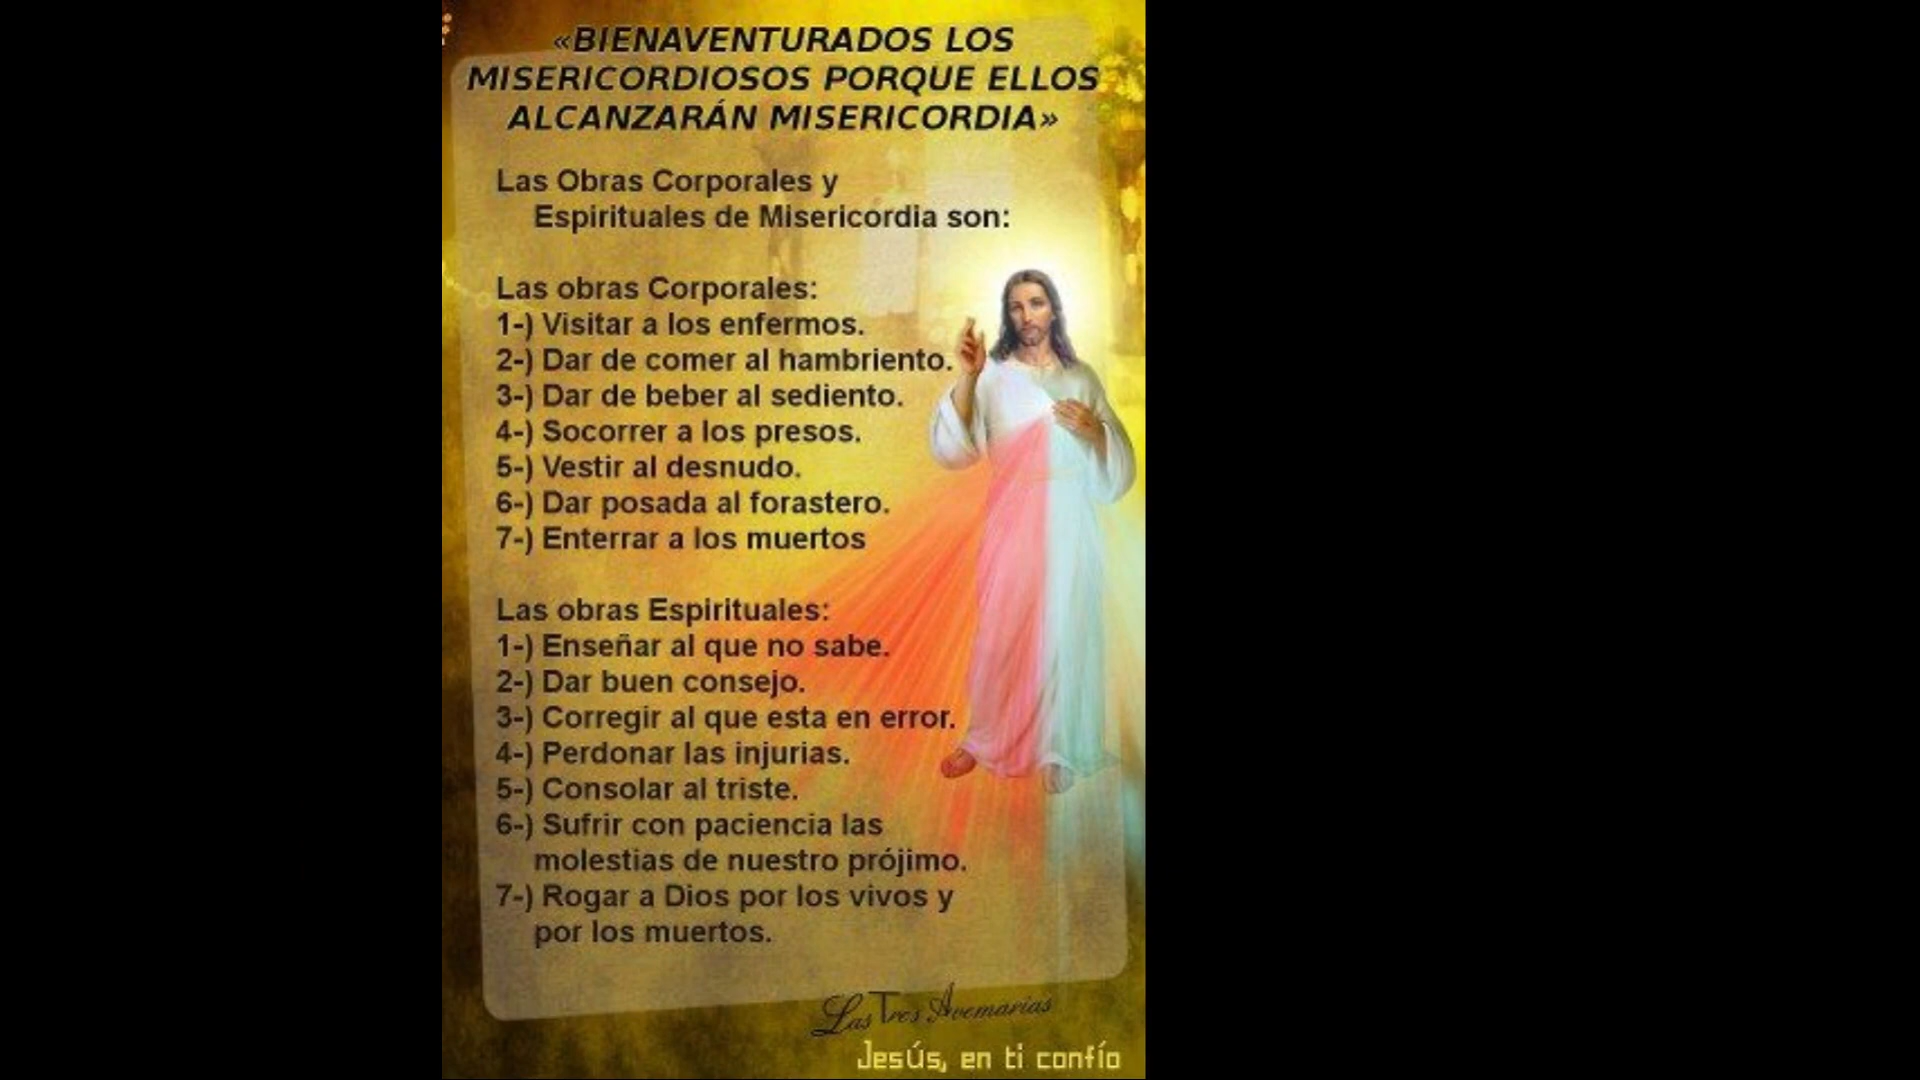 «BIENAVENTURADOS LOS
MISERICORDIOSOS PORQUE ELLOS
ALCANZARÁN MISERICORDIA»
Las Obras Corporales y
Espirituales de Misericordia son:
Las obras Corporales:
1-) Visitar a los enfermos.
2-) Dar de comer al hambriento.
3-) Dar de beber al sediento.
4-) Socorrer a los presos.
5-) Vestir al desnudo.
6-) Dar posada al forastero.
7-) Enterrar a los muertos
Las obras Espirituales:
1-) Enseñar al que no sabe.
2-) Dar buen consejo.
3-) Corregir al que esta en error.
4-) Perdonar las injurias.
5-) Consolar al triste.
6-) Sufrir con paciencia las
molestias de nuestro prójimo.
7-) Rogar a Dios por los vivos y
por los muertos.
Las Tres Avemarías
Jesús, en ti confío